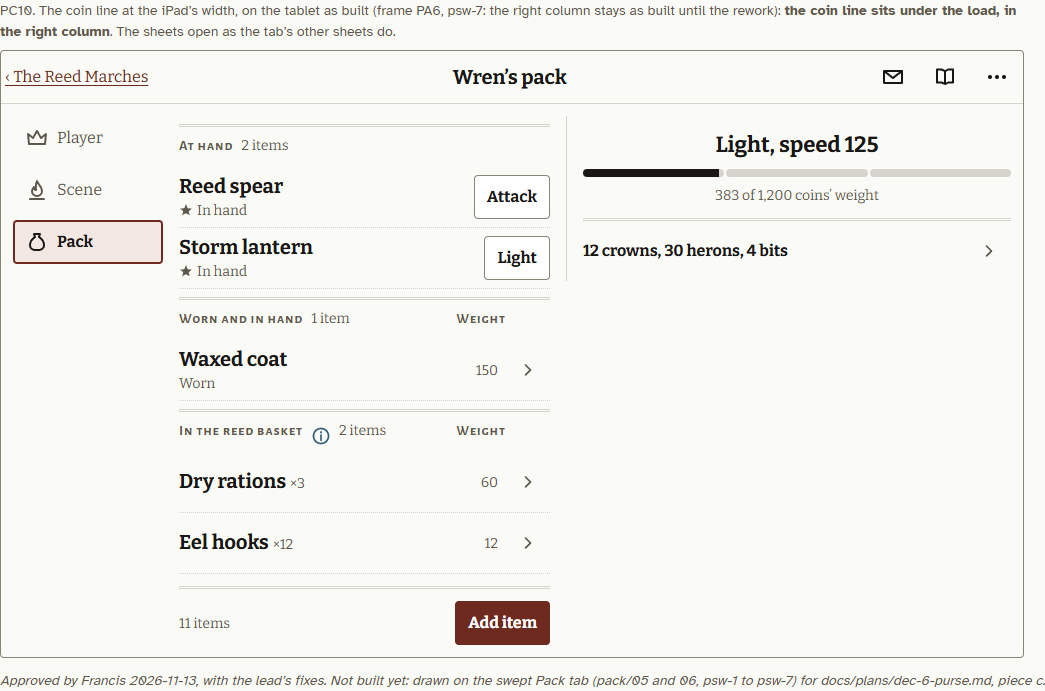 PC10. The coin line at the iPad's width, on the tablet as built (frame PA6, psw-7: the right column stays as built until the rework): the coin line sits under the load, in
the right column. The sheets open as the tab's other sheets do.
‹ The Reed Marches
Wren's pack
Player
Scene
Pack
AT HAND 2 items
Reed spear
★ In hand
Attack
Storm lantern
★ In hand
Light
WORN AND IN HAND 1 item WEIGHT
Waxed coat
Worn
150
IN THE REED BASKET 2 items WEIGHT
Dry rations ×3 60
Eel hooks ×12 12
11 items
Add item
Light, speed 125
383 of 1,200 coins' weight
12 crowns, 30 herons, 4 bits
Approved by Francis 2026-11-13, with the lead's fixes. Not built yet: drawn on the swept Pack tab (pack/05 and 06, psw-1 to psw-7) for docs/plans/dec-6-purse.md, piece c.